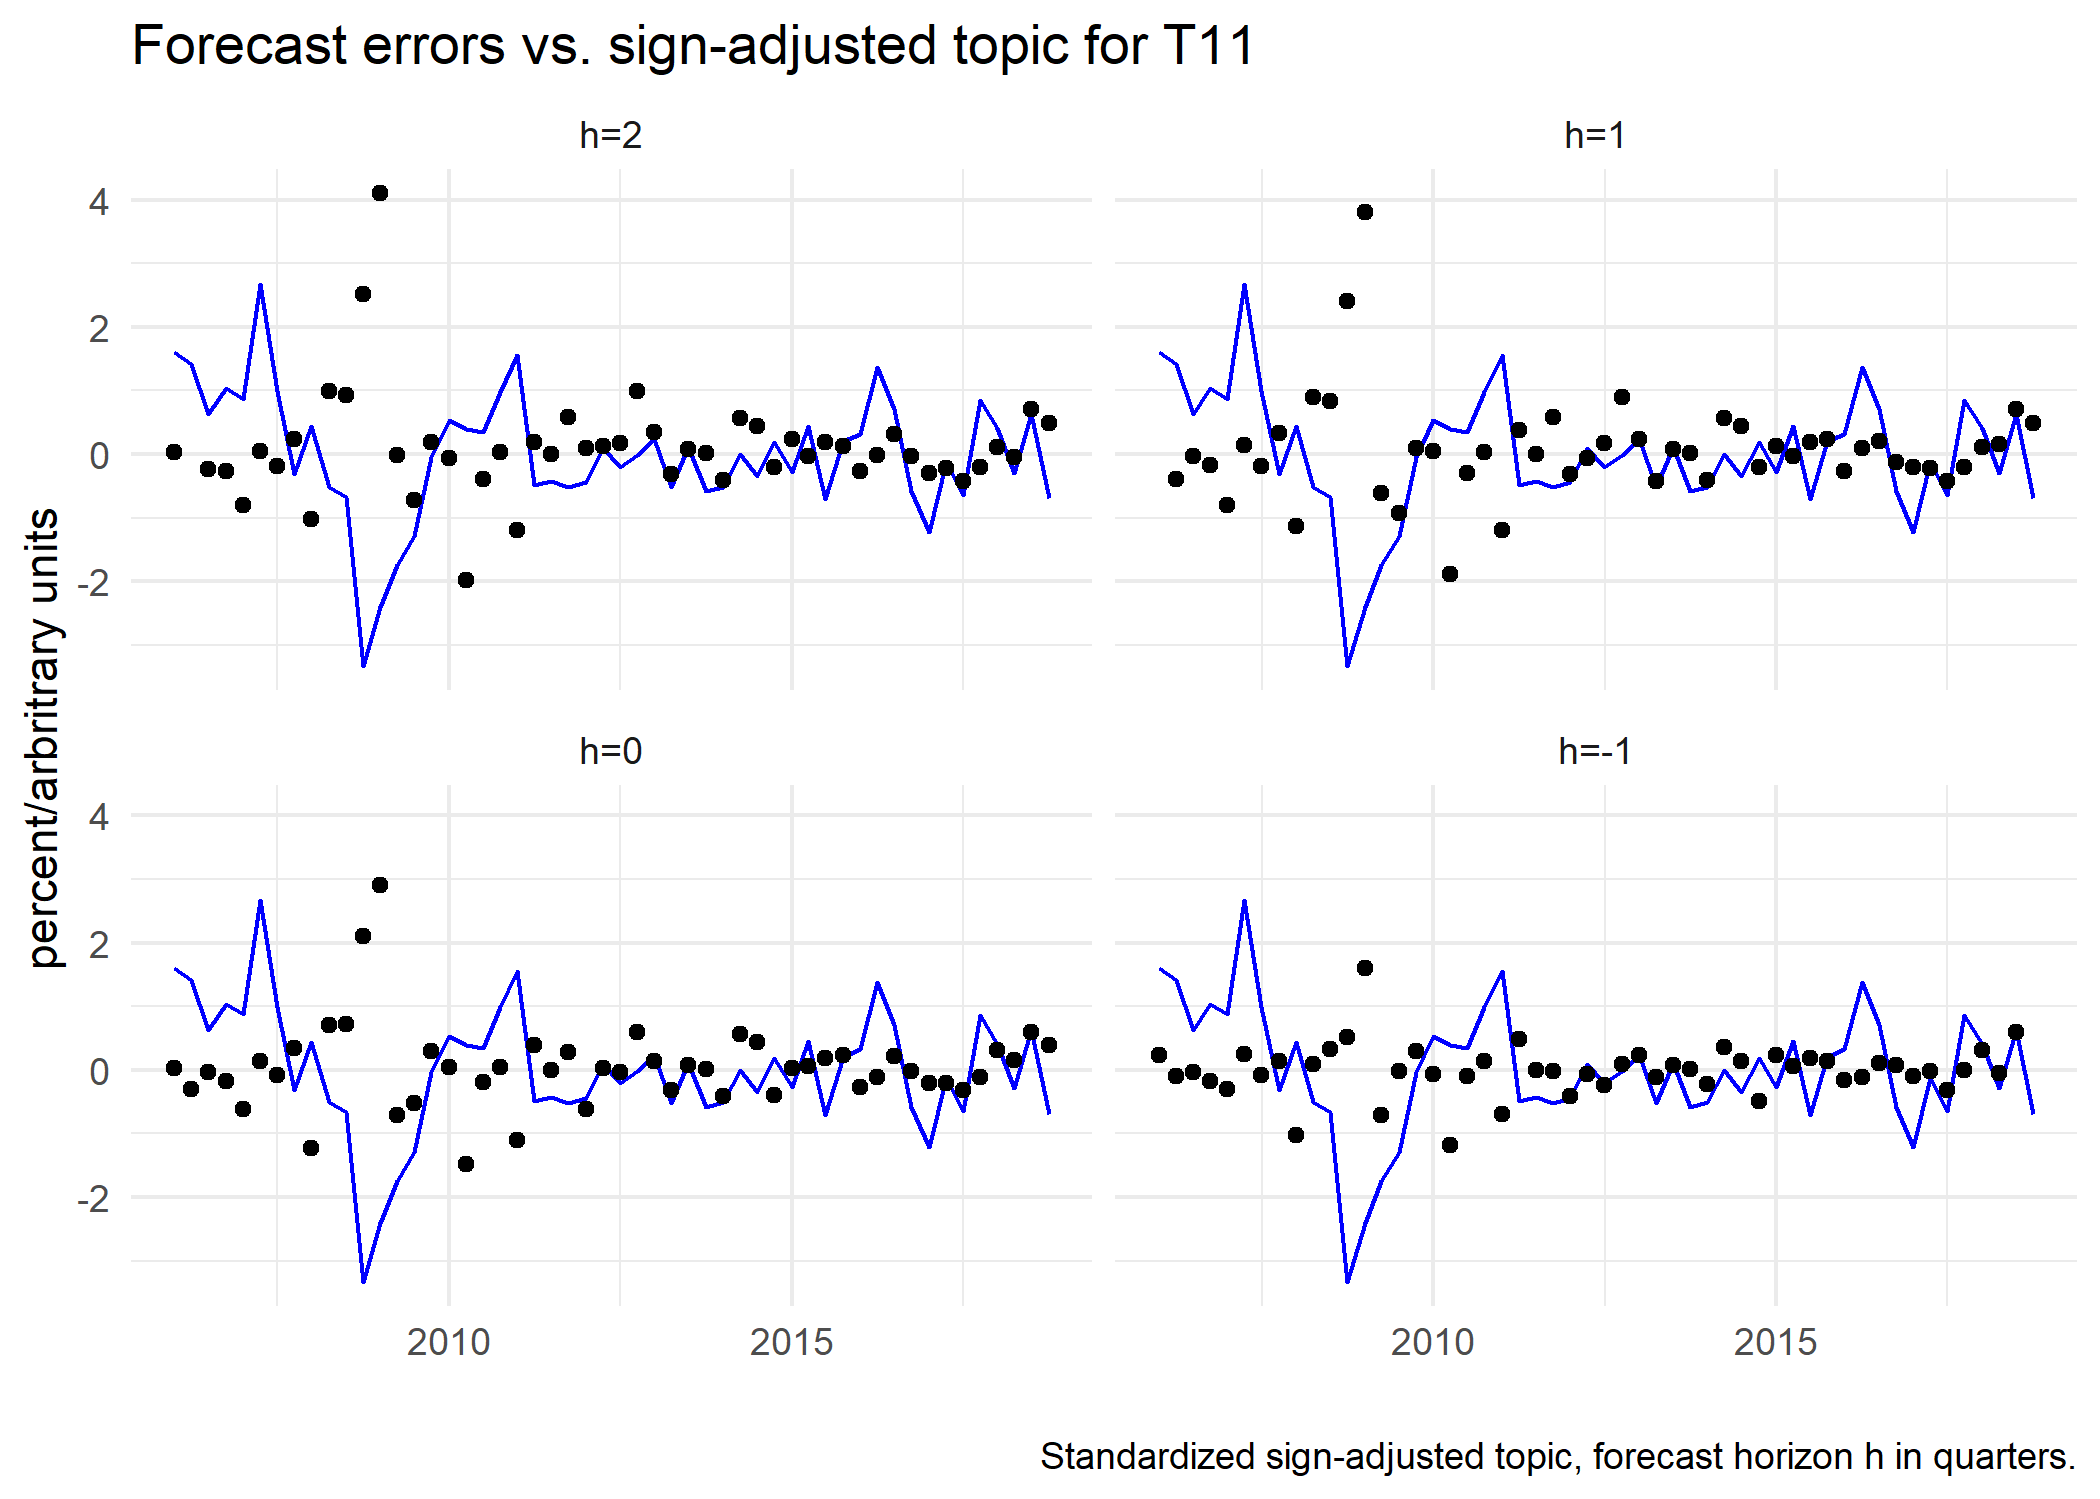 Forecast errors vs. sign-adjusted topic for T11
h=2
h=1
4
2
0
-2
percent/arbritrary units
h=0
h=-1
4
2
0
-2
2010
2015
2010
2015
Standardized sign-adjusted topic, forecast horizon h in quarters.